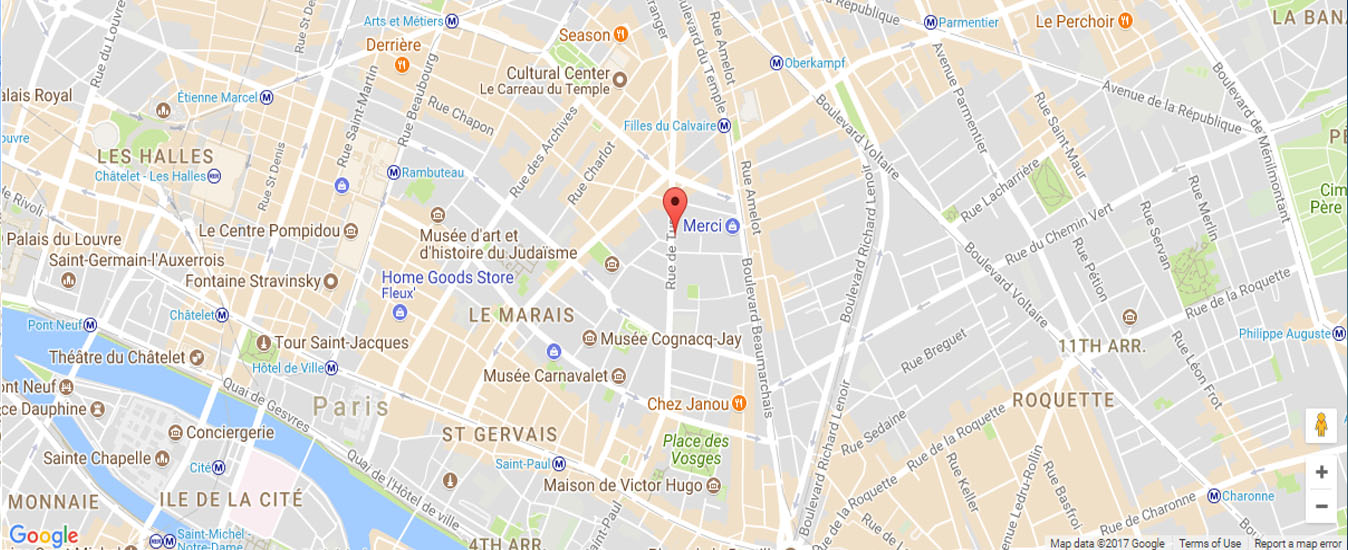 Arts et Métiers
Season
Le Perchoir
Parmentier
LA BANA
Derrière
Rue du Louvre
Rue St Denis
Rue Saint-Martin
Rue Beaubourg
Cultural Center
Le Carreau du Temple
Boulevard du Temple
Rue Amelot
Oberkampf
Avenue Parmentier
Avenue de la République
Boulevard de Ménilmontant
alais Royal
Étienne Marcel
Rue Chapon
Filles du Calvaire
Boulevard Voltaire
Rue Saint-Maur
LES HALLES
Châtelet - Les Halles
Rue St Denis
Rambuteau
Rue des Archives
Rue Charlot
Rue Amelot
Boulevard Richard Lenoir
Rue Lacharrière
Rue du Chemin Vert
Rue Merlin
Cim
Père
de Rivoli
Palais du Louvre
Le Centre Pompidou
Musée d'art et
d'histoire du Judaïsme
Merci
Rue de
Rue Servan
Rue Pétion
Saint-Germain-l'Auxerrois
Fontaine Stravinsky
Home Goods Store
Fleux'
Boulevard Voltaire
Rue de la Roquette
Boulevard Beaumarchais
Châtelet
Pont Neuf
LE MARAIS
Tour Saint-Jacques
Musée Cognacq-Jay
Rue Breguet
11TH ARR.
Philippe Auguste
Théâtre du Châtelet
Hôtel de Ville
Musée Carnavalet
Rue Léon Frot
ont Neuf
ce Dauphine
Quai de Gesvres
Paris
Chez Janou
ROQUETTE
Conciergerie
ST GERVAIS
Place des
Vosges
Boulevard Richard Lenoir
Rue Sedaine
Rue de la Roquette
Sainte Chapelle
Cité
Saint-Paul
Quai de l'Hôtel de ville
Maison de Victor Hugo
Rue Keller
Rue Ledru-Rollin
Rue Basfroi
Charonne
MONNAIE
ILE DE LA CITÉ
Rue Saint-Paul
Rue de Charonne
Google
Saint-Michel
Notre-Dame
4TH ARR.
Map data ©2017 Google
Terms of Use
Report a map error